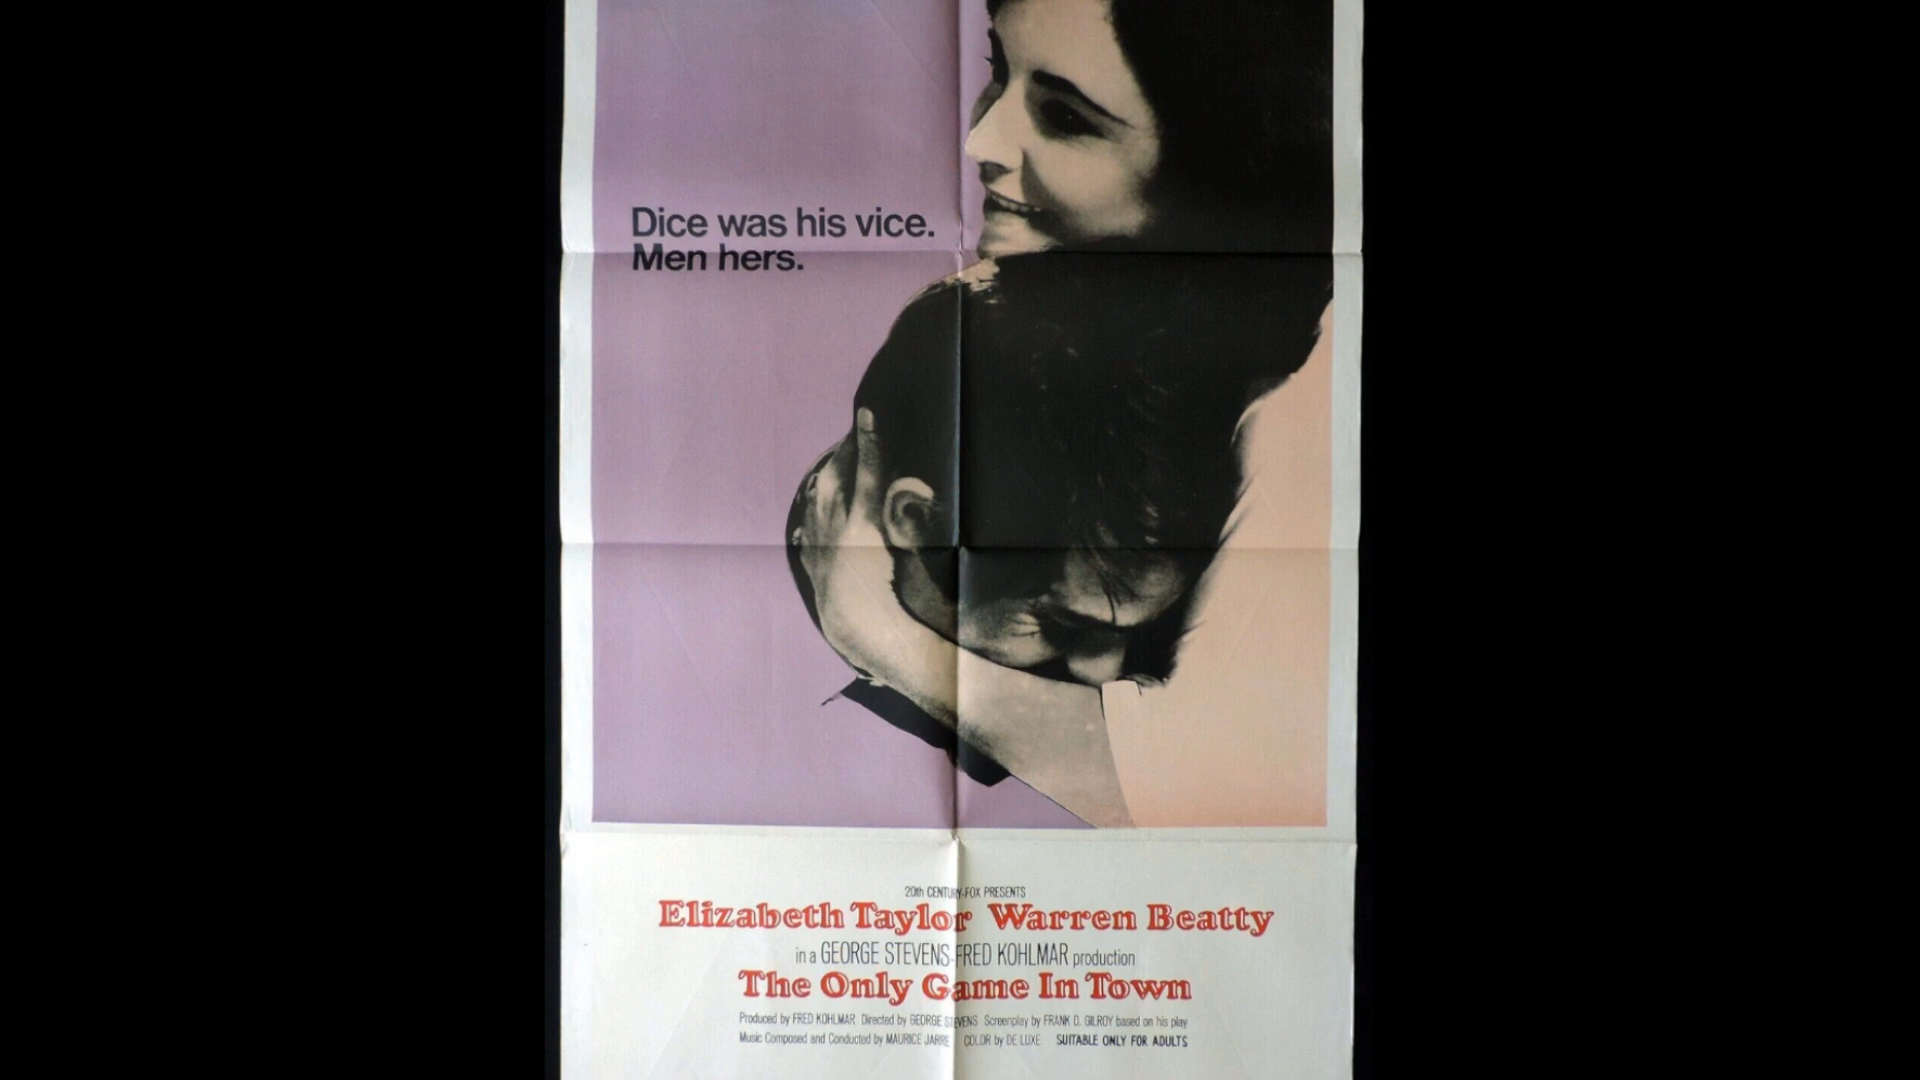 Dice was his vice.
Men hers.
20th CENTURY-FOX PRESENTS
Elizabeth Taylor Warren Beatty
in a GEORGE STEVENS-FRED KOHLMAR production
The Only Game In Town
Produced by FRED KOHLMAR Directed by GEORGE STEVENS Screenplay by FRANK D. GILROY based on his play
Music Composed and Conducted by MAURICE JARRE COLOR by DE LUXE SUITABLE ONLY FOR ADULTS